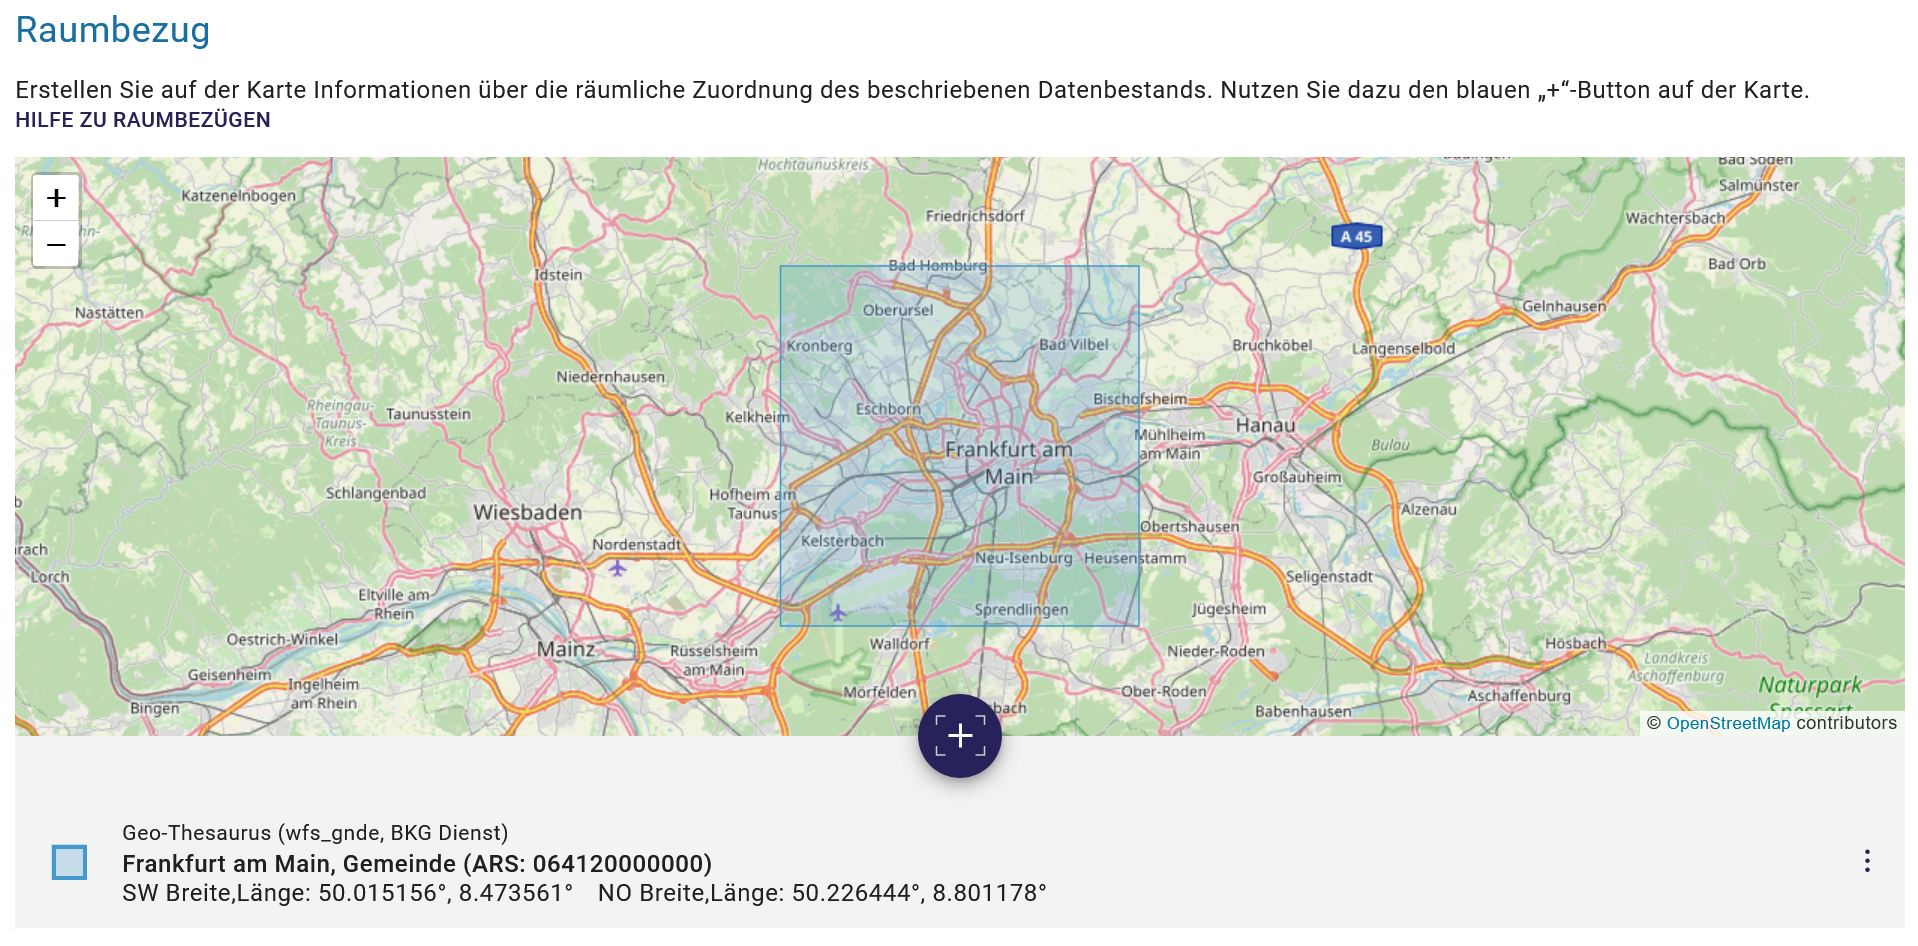 Raumbezug
Erstellen Sie auf der Karte Informationen über die räumliche Zuordnung des beschriebenen Datenbestands. Nutzen Sie dazu den blauen „+“-Button auf der Karte.
HILFE ZU RAUMBEZÜGEN
Hochtaunuskreis
Bad Soden
Salmünster
+
Katzenelnbogen
Friedrichsdorf
Wächtersbach
A 45
−
Idstein
Bad Homburg
Bad Orb
Nastätten
Oberursel
Gelnhausen
Kronberg
Bad Vilbel
Bruchköbel
Langenselbold
Niedernhausen
Rheingau-
Taunus-
Kreis
Taunusstein
Kelkheim
Eschborn
Bischofsheim
Hanau
Mühlheim
am Main
Bulau
Frankfurt am
Main
Großauheim
Schlangenbad
Hofheim am
Taunus
Wiesbaden
Alzenau
Obertshausen
Kelsterbach
Nordenstadt
Neu-Isenburg
Heusenstamm
Lorch
Seligenstadt
Eltville am
Rhein
Sprendlingen
Jügesheim
Oestrich-Winkel
Mainz
Rüsselsheim
am Main
Walldorf
Nieder-Roden
Hösbach
Landkreis
Aschaffenburg
Geisenheim
Ingelheim
am Rhein
Mörfelden
Ober-Roden
Aschaffenburg
Naturpark
Spessart
Bingen
Babenhausen
+
© OpenStreetMap contributors
Geo-Thesaurus (wfs_gnde, BKG Dienst)
Frankfurt am Main, Gemeinde (ARS: 064120000000)
SW Breite,Länge: 50.015156°, 8.473561° NO Breite,Länge: 50.226444°, 8.801178°